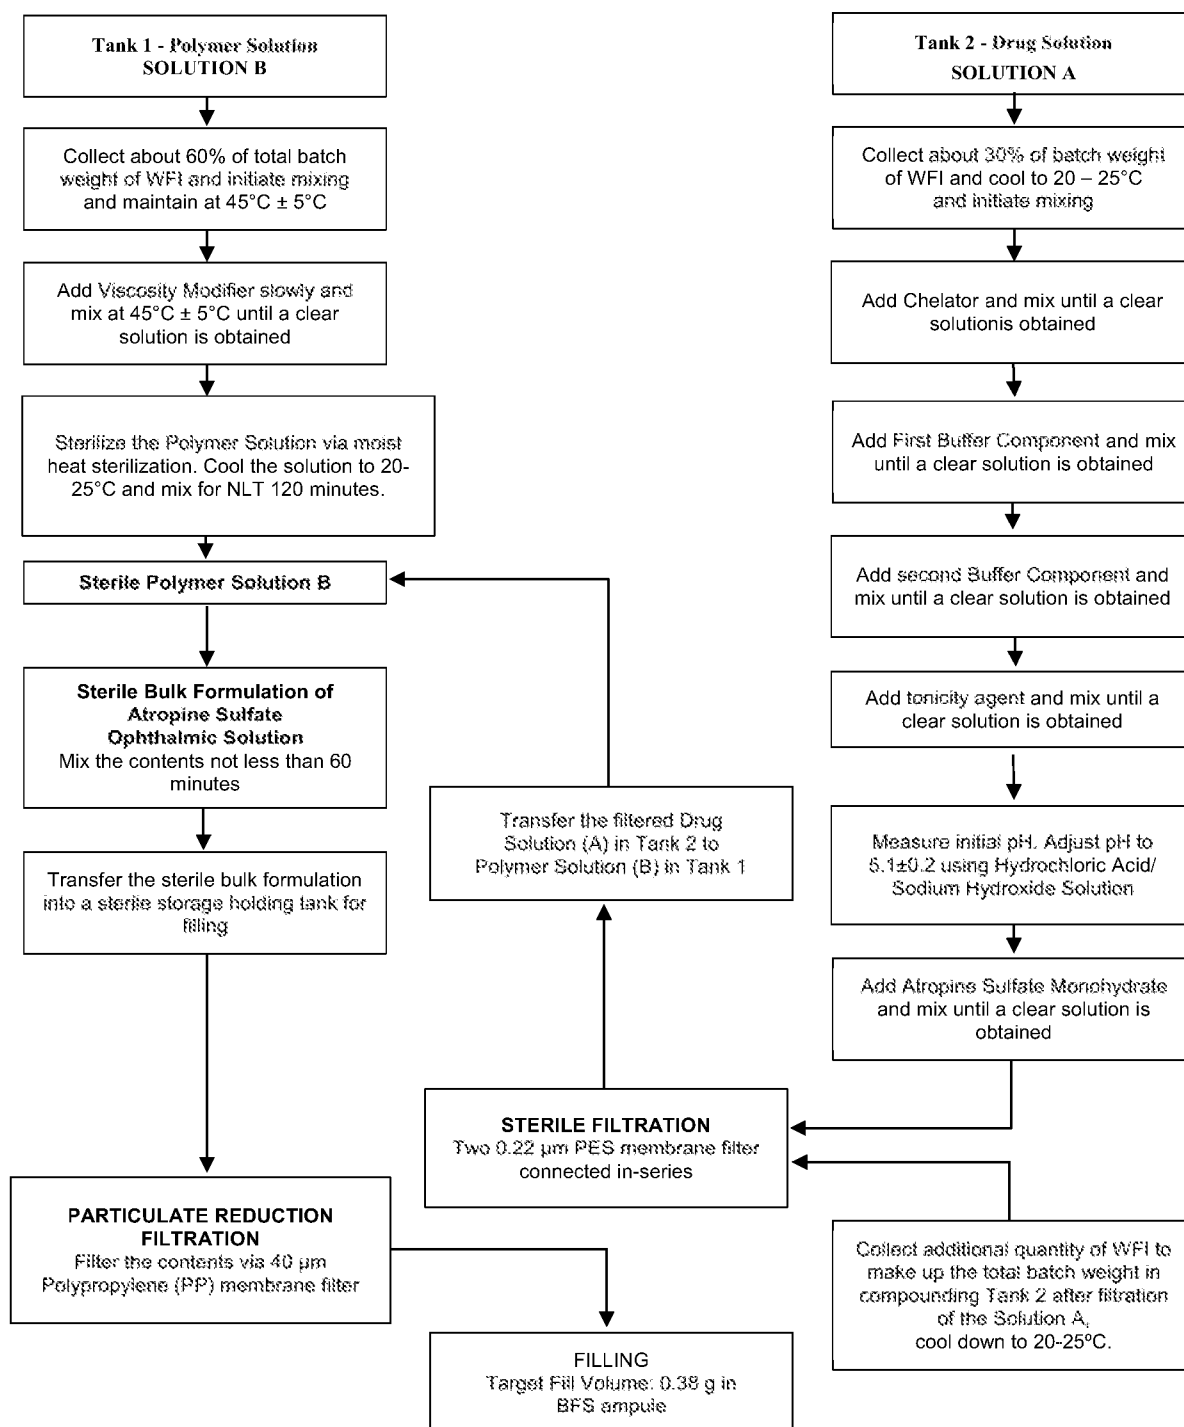 Tank 1 - Polymer Solution
SOLUTION B
Collect about 60% of total batch
weight of WFI and initiate mixing
and maintain at 45°C ± 5°C
Add Viscosity Modifier slowly and
mix at 45°C ± 5°C until a clear
solution is obtained
Sterilize the Polymer Solution via moist
heat sterilization. Cool the solution to 20-
25°C and mix for NLT 120 minutes.
Sterile Polymer Solution B
Sterile Bulk Formulation of
Atropine Sulfate
Ophthalmic Solution
Mix the contents not less than 60
minutes
Transfer the sterile bulk formulation
into a sterile storage holding tank for
filling
PARTICULATE REDUCTION
FILTRATION
Filter the contents via 40 µm
Polypropylene (PP) membrane filter
Transfer the filtered Drug
Solution (A) in Tank 2 to
Polymer Solution (B) in Tank 1
STERILE FILTRATION
Two 0.22 µm PES membrane filter
connected in-series
FILLING
Target Fill Volume: 0.38 g in
BFS ampule
Tank 2 - Drug Solution
SOLUTION A
Collect about 30% of batch weight
of WFI and cool to 20 – 25°C
and initiate mixing
Add Chelator and mix until a clear
solutionis obtained
Add First Buffer Component and mix
until a clear solution is obtained
Add second Buffer Component and
mix until a clear solution is obtained
Add tonicity agent and mix until a
clear solution is obtained
Measure initial pH. Adjust pH to
5.1±0.2 using Hydrochloric Acid/
Sodium Hydroxide Solution
Add Atropine Sulfate Monohydrate
and mix until a clear solution is
obtained
Collect additional quantity of WFI to
make up the total batch weight in
compounding Tank 2 after filtration
of the Solution A,
cool down to 20-25ºC.